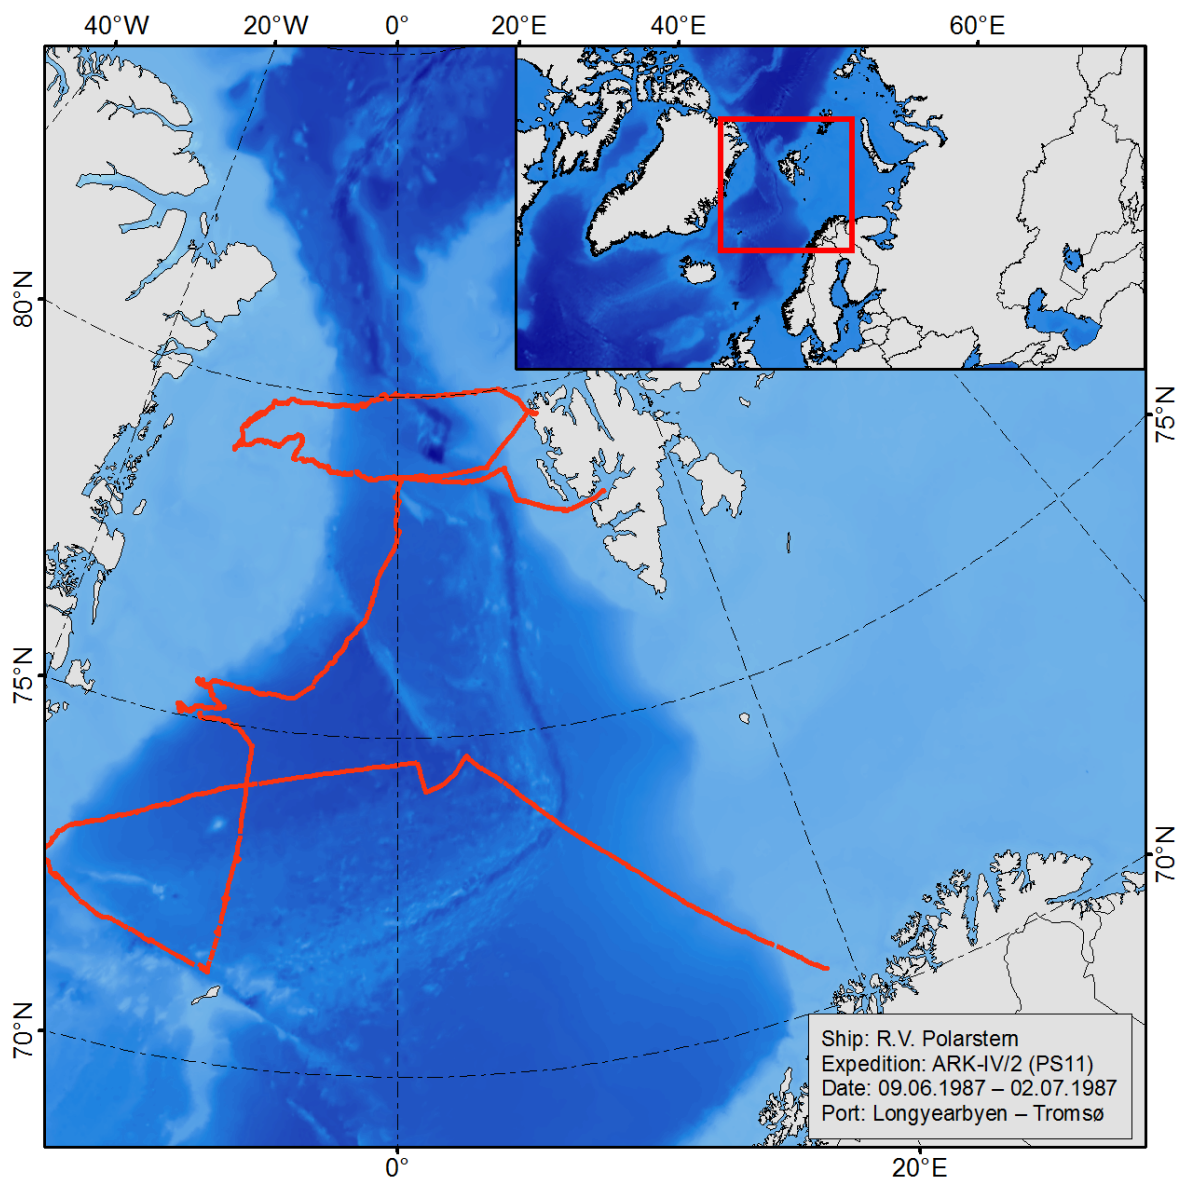 40°W
20°W
0°
20°E
40°E
60°E
80°N
75°N
75°N
70°N
70°N
Ship: R.V. Polarstern
Expedition: ARK-IV/2 (PS11)
Date: 09.06.1987 – 02.07.1987
Port: Longyearbyen – Tromsø
0°
20°E